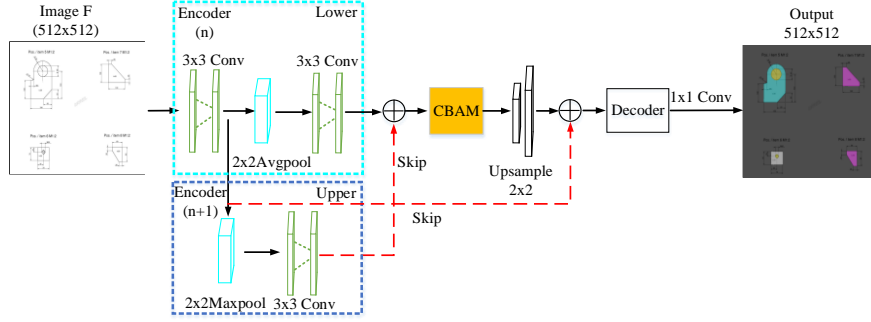 Image F
(512x512)
Encoder
(n)
Lower
3x3 Conv
3x3 Conv
2x2Avgpool
CBAM
Skip
Upsample
2x2
Decoder
1x1 Conv
Output
512x512
Encoder
(n+1)
Upper
Skip
2x2Maxpool
3x3 Conv